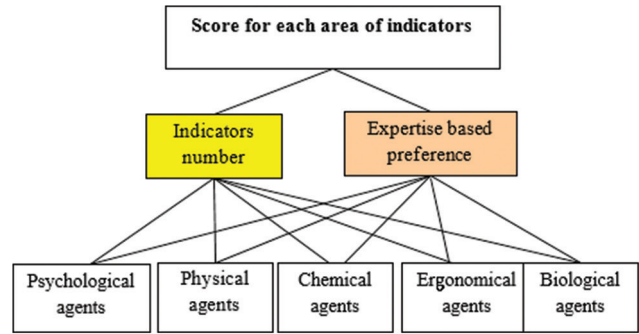 Score for each area of indicators
Indicators
number
Expertise based
preference
Psychological
agents
Physical
agents
Chemical
agents
Ergonomical
agents
Biological
agents